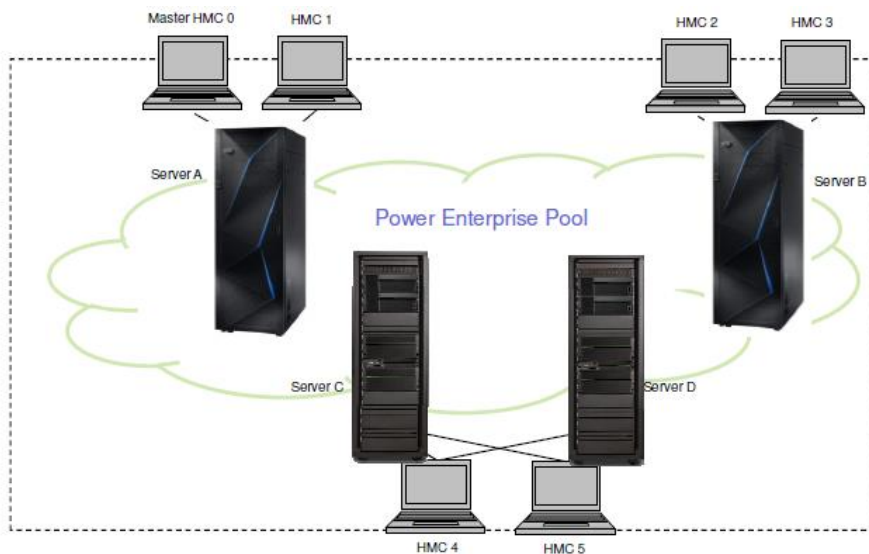 Master HMC 0
HMC 1
HMC 2
HMC 3
Server A
Server B
Power Enterprise Pool
Server C
Server D
HMC 4
HMC 5